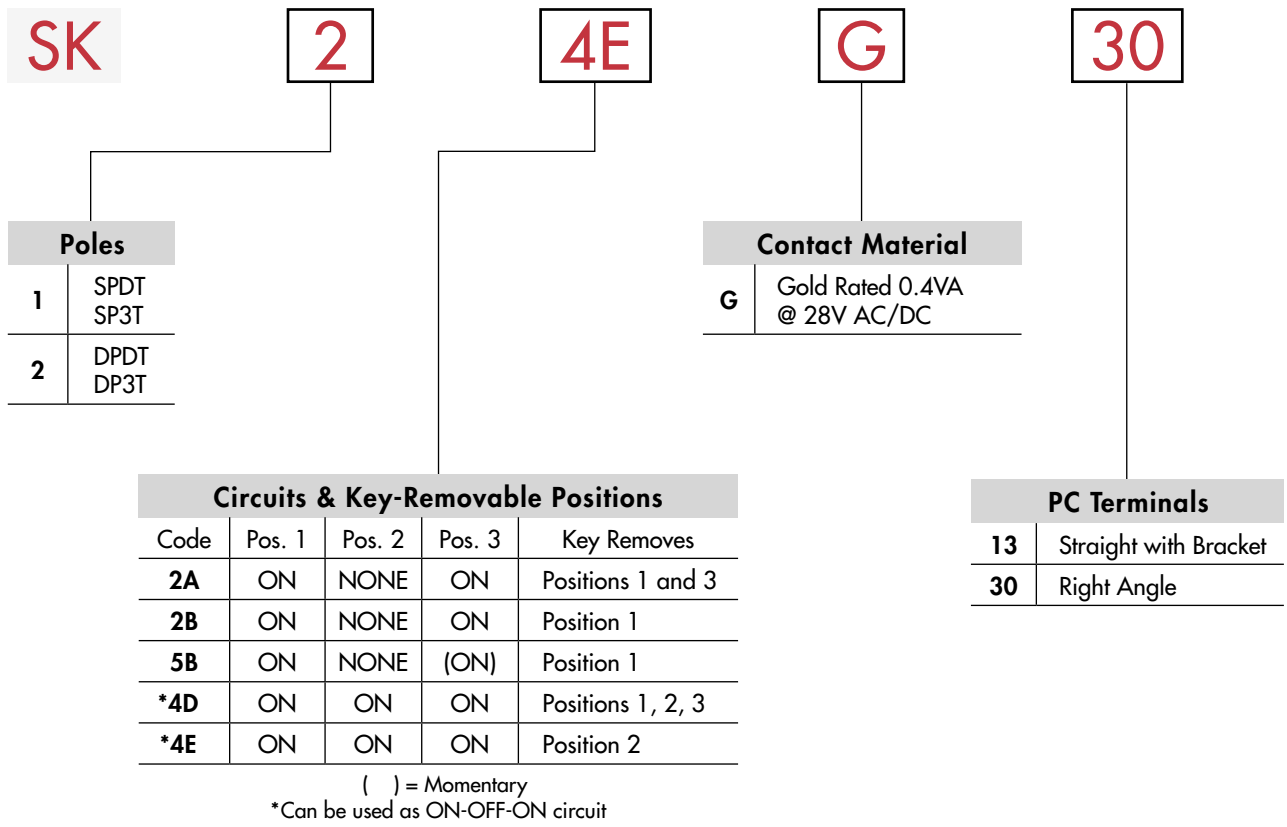 SK 2 4E G 30
Poles
1 SPDT
SP3T
2 DPDT
DP3T
Contact Material
G Gold Rated 0.4VA
@ 28V AC/DC
Circuits & Key-Removable Positions
Code Pos. 1 Pos. 2 Pos. 3 Key Removes
2A ON NONE ON Positions 1 and 3
2B ON NONE ON Position 1
5B ON NONE (ON) Position 1
*4D ON ON ON Positions 1, 2, 3
*4E ON ON ON Position 2
( ) = Momentary
*Can be used as ON-OFF-ON circuit
PC Terminals
13 Straight with Bracket
30 Right Angle